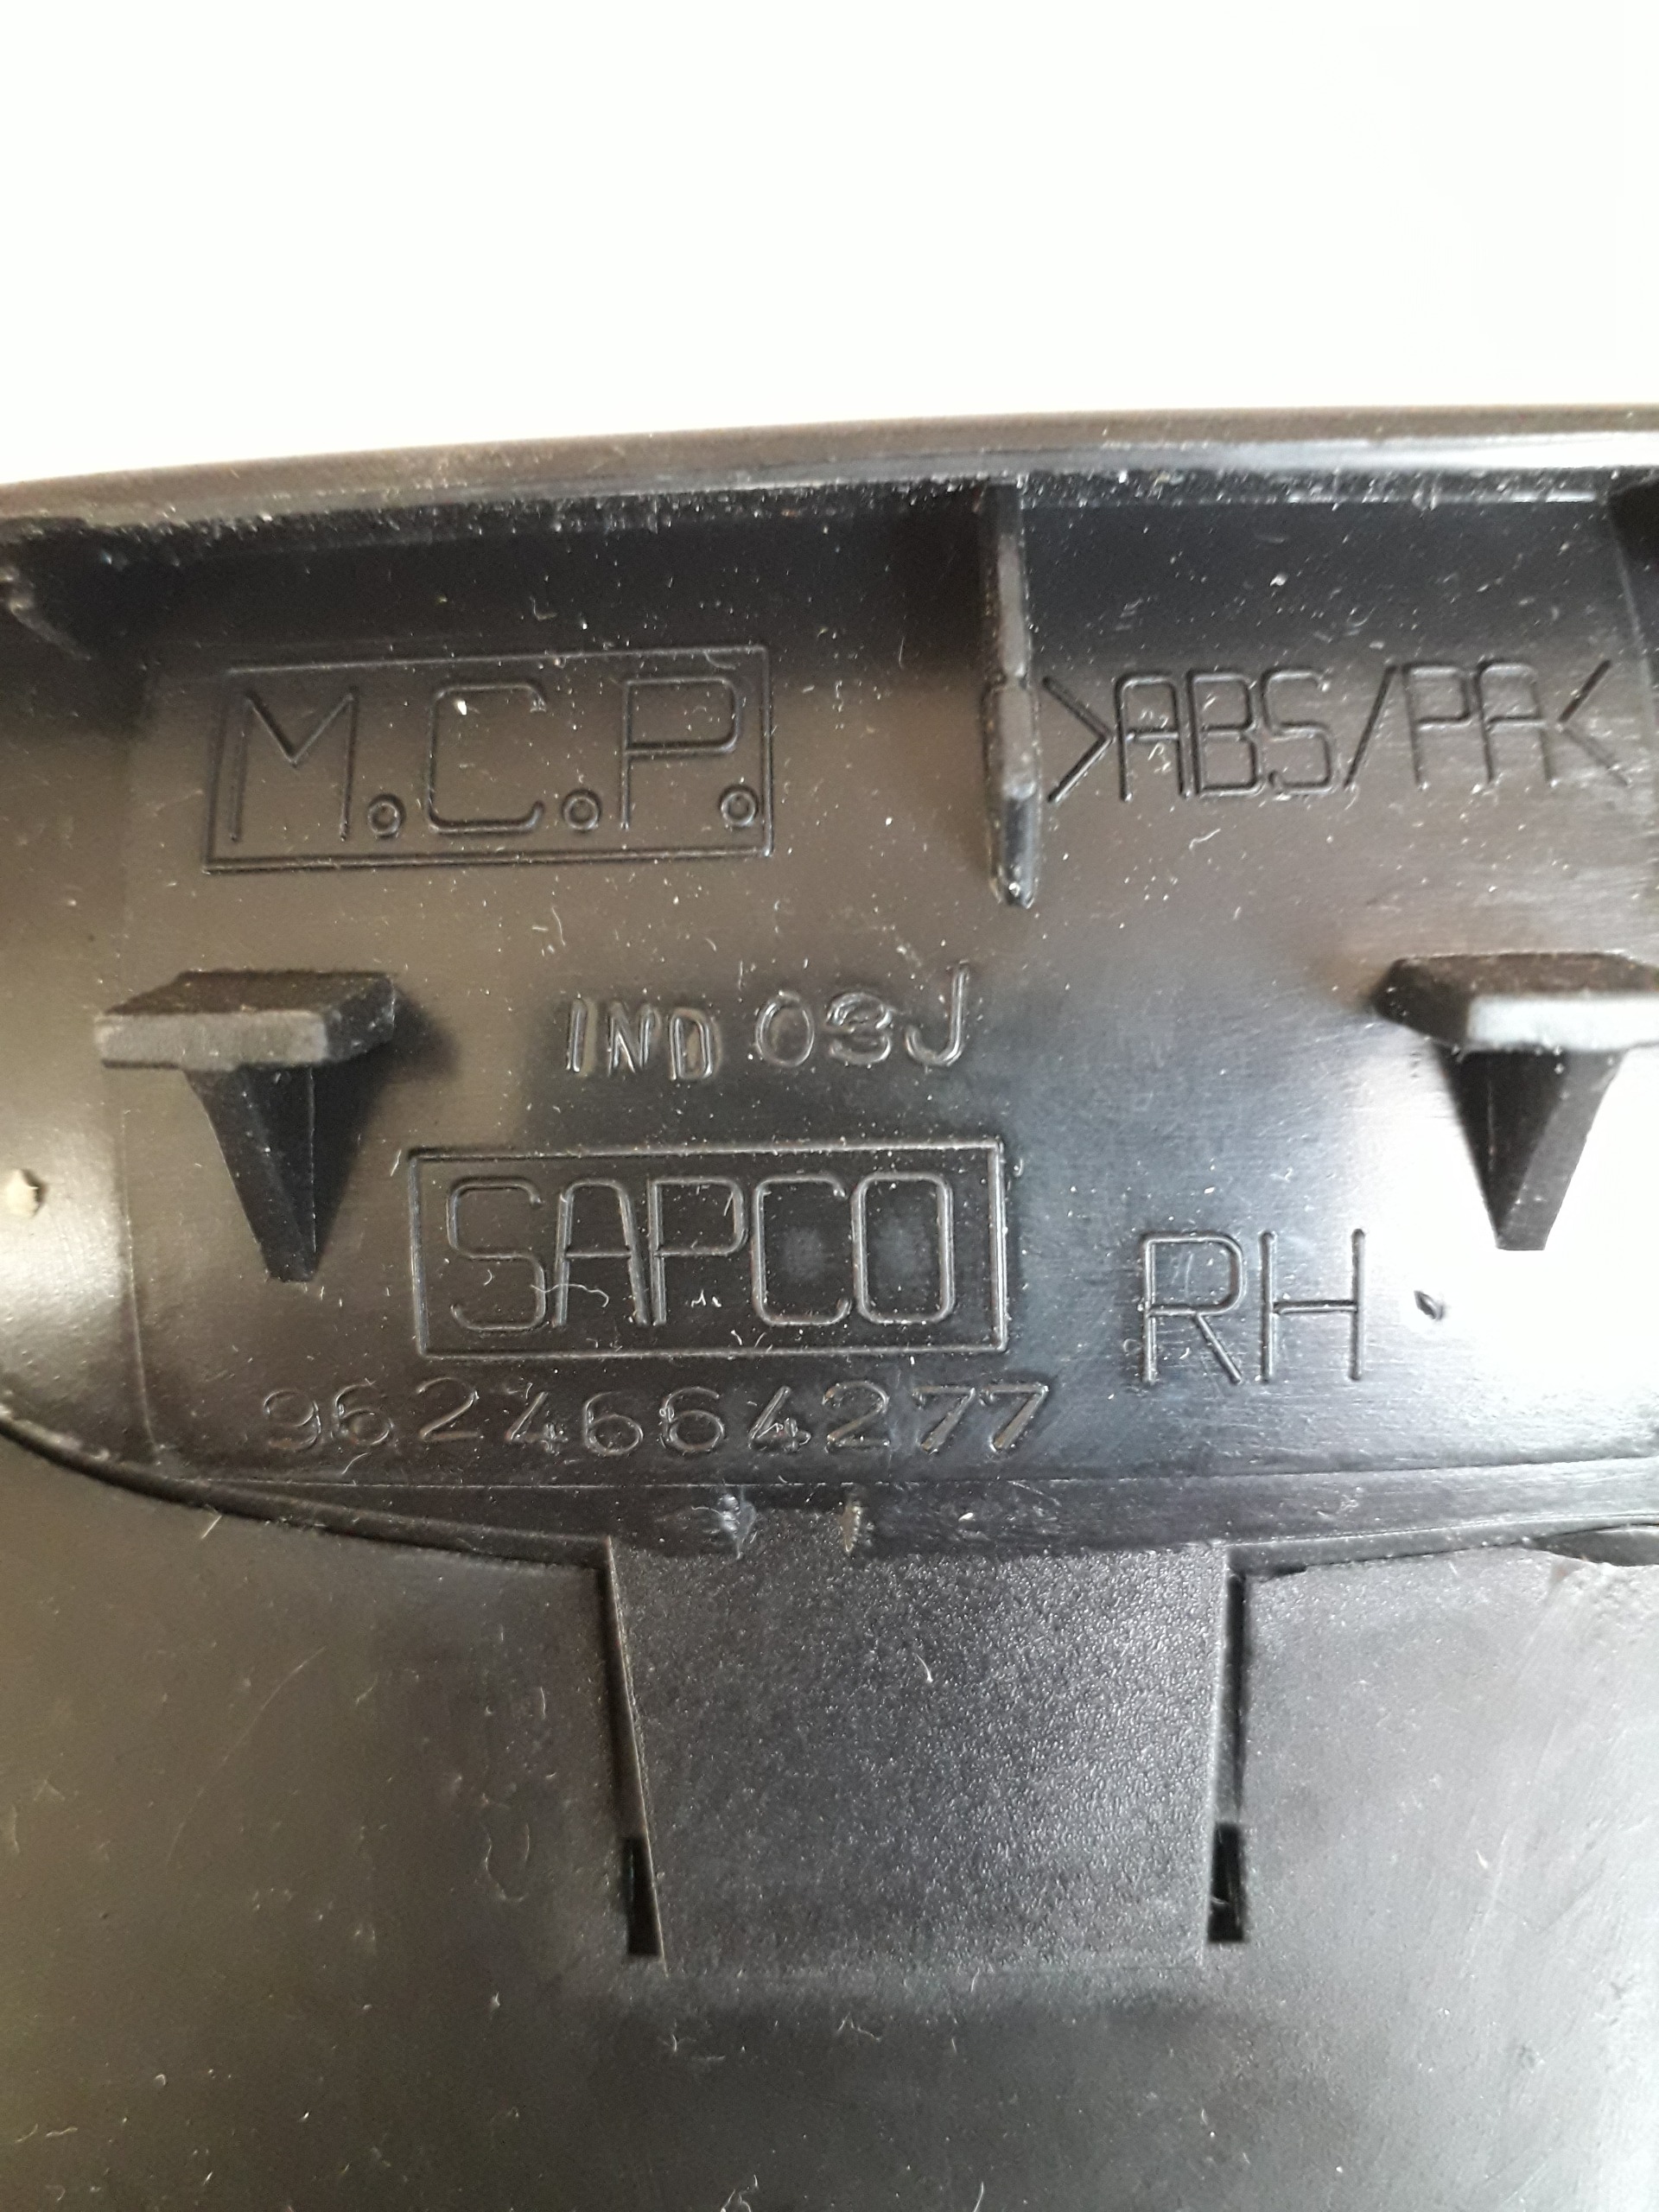 M.C.P.
>ABS/PA<
IND 03J
SAPCO
RH
9624664277